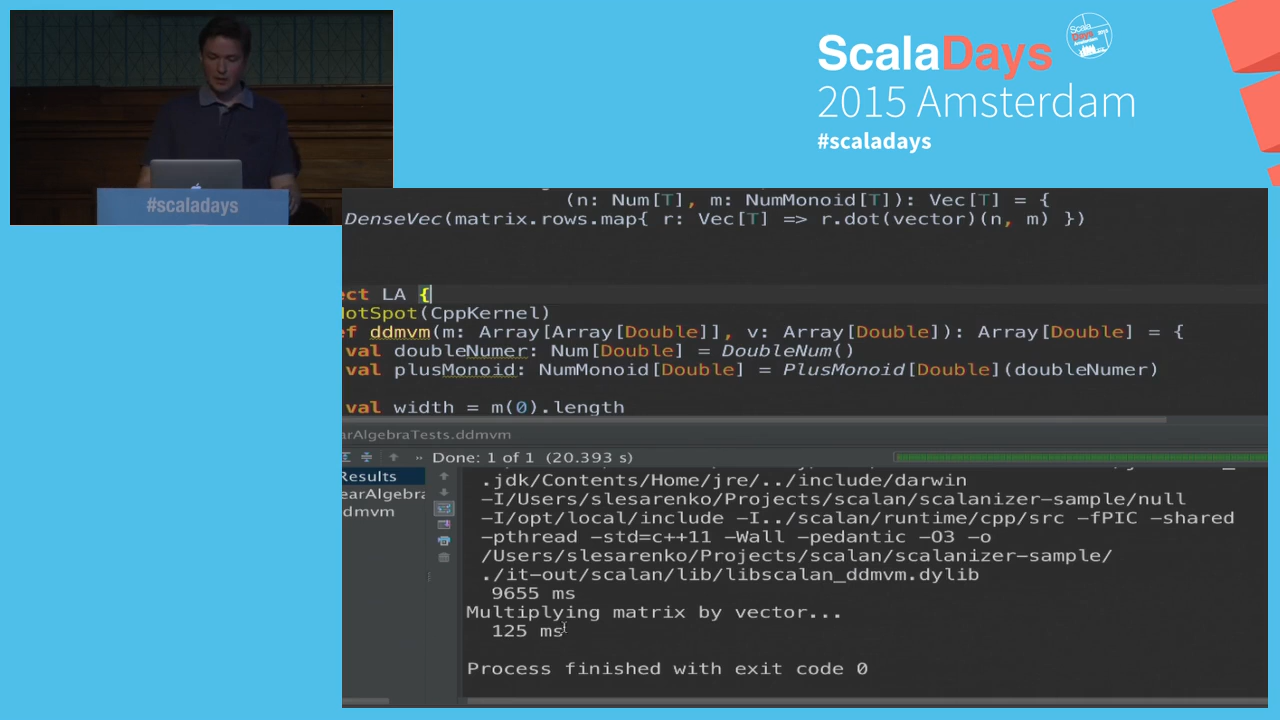 ScalaDays
2015 Amsterdam
#scaladays
#scaladays
(n: Num[T], m: NumMonoid[T]): Vec[T] = {
DenseVec(matrix.rows.map{ r: Vec[T] => r.dot(vector)(n, m) })
ect LA {
HotSpot(CppKernel)
ef ddmvm(m: Array[Array[Double]], v: Array[Double]): Array[Double] = {
val doubleNumer: Num[Double] = DoubleNum()
val plusMonoid: NumMonoid[Double] = PlusMonoid[Double](doubleNumer)
val width = m(0).length
arAlgebraTests.ddmvm
» Done: 1 of 1 (20.393 s)
Results
earAlgebra
dmvm
.jdk/Contents/Home/jre/../include/darwin
-I/Users/slesarenko/Projects/scalan/scalanizer-sample/null
-I/opt/local/include -I../scalan/runtime/cpp/src -fPIC -shared
-pthread -std=c++11 -Wall -pedantic -O3 -o
/Users/slesarenko/Projects/scalan/scalanizer-sample/
./it-out/scalan/lib/libscalan_ddmvm.dylib
9655 ms
Multiplying matrix by vector...
125 ms
Process finished with exit code 0